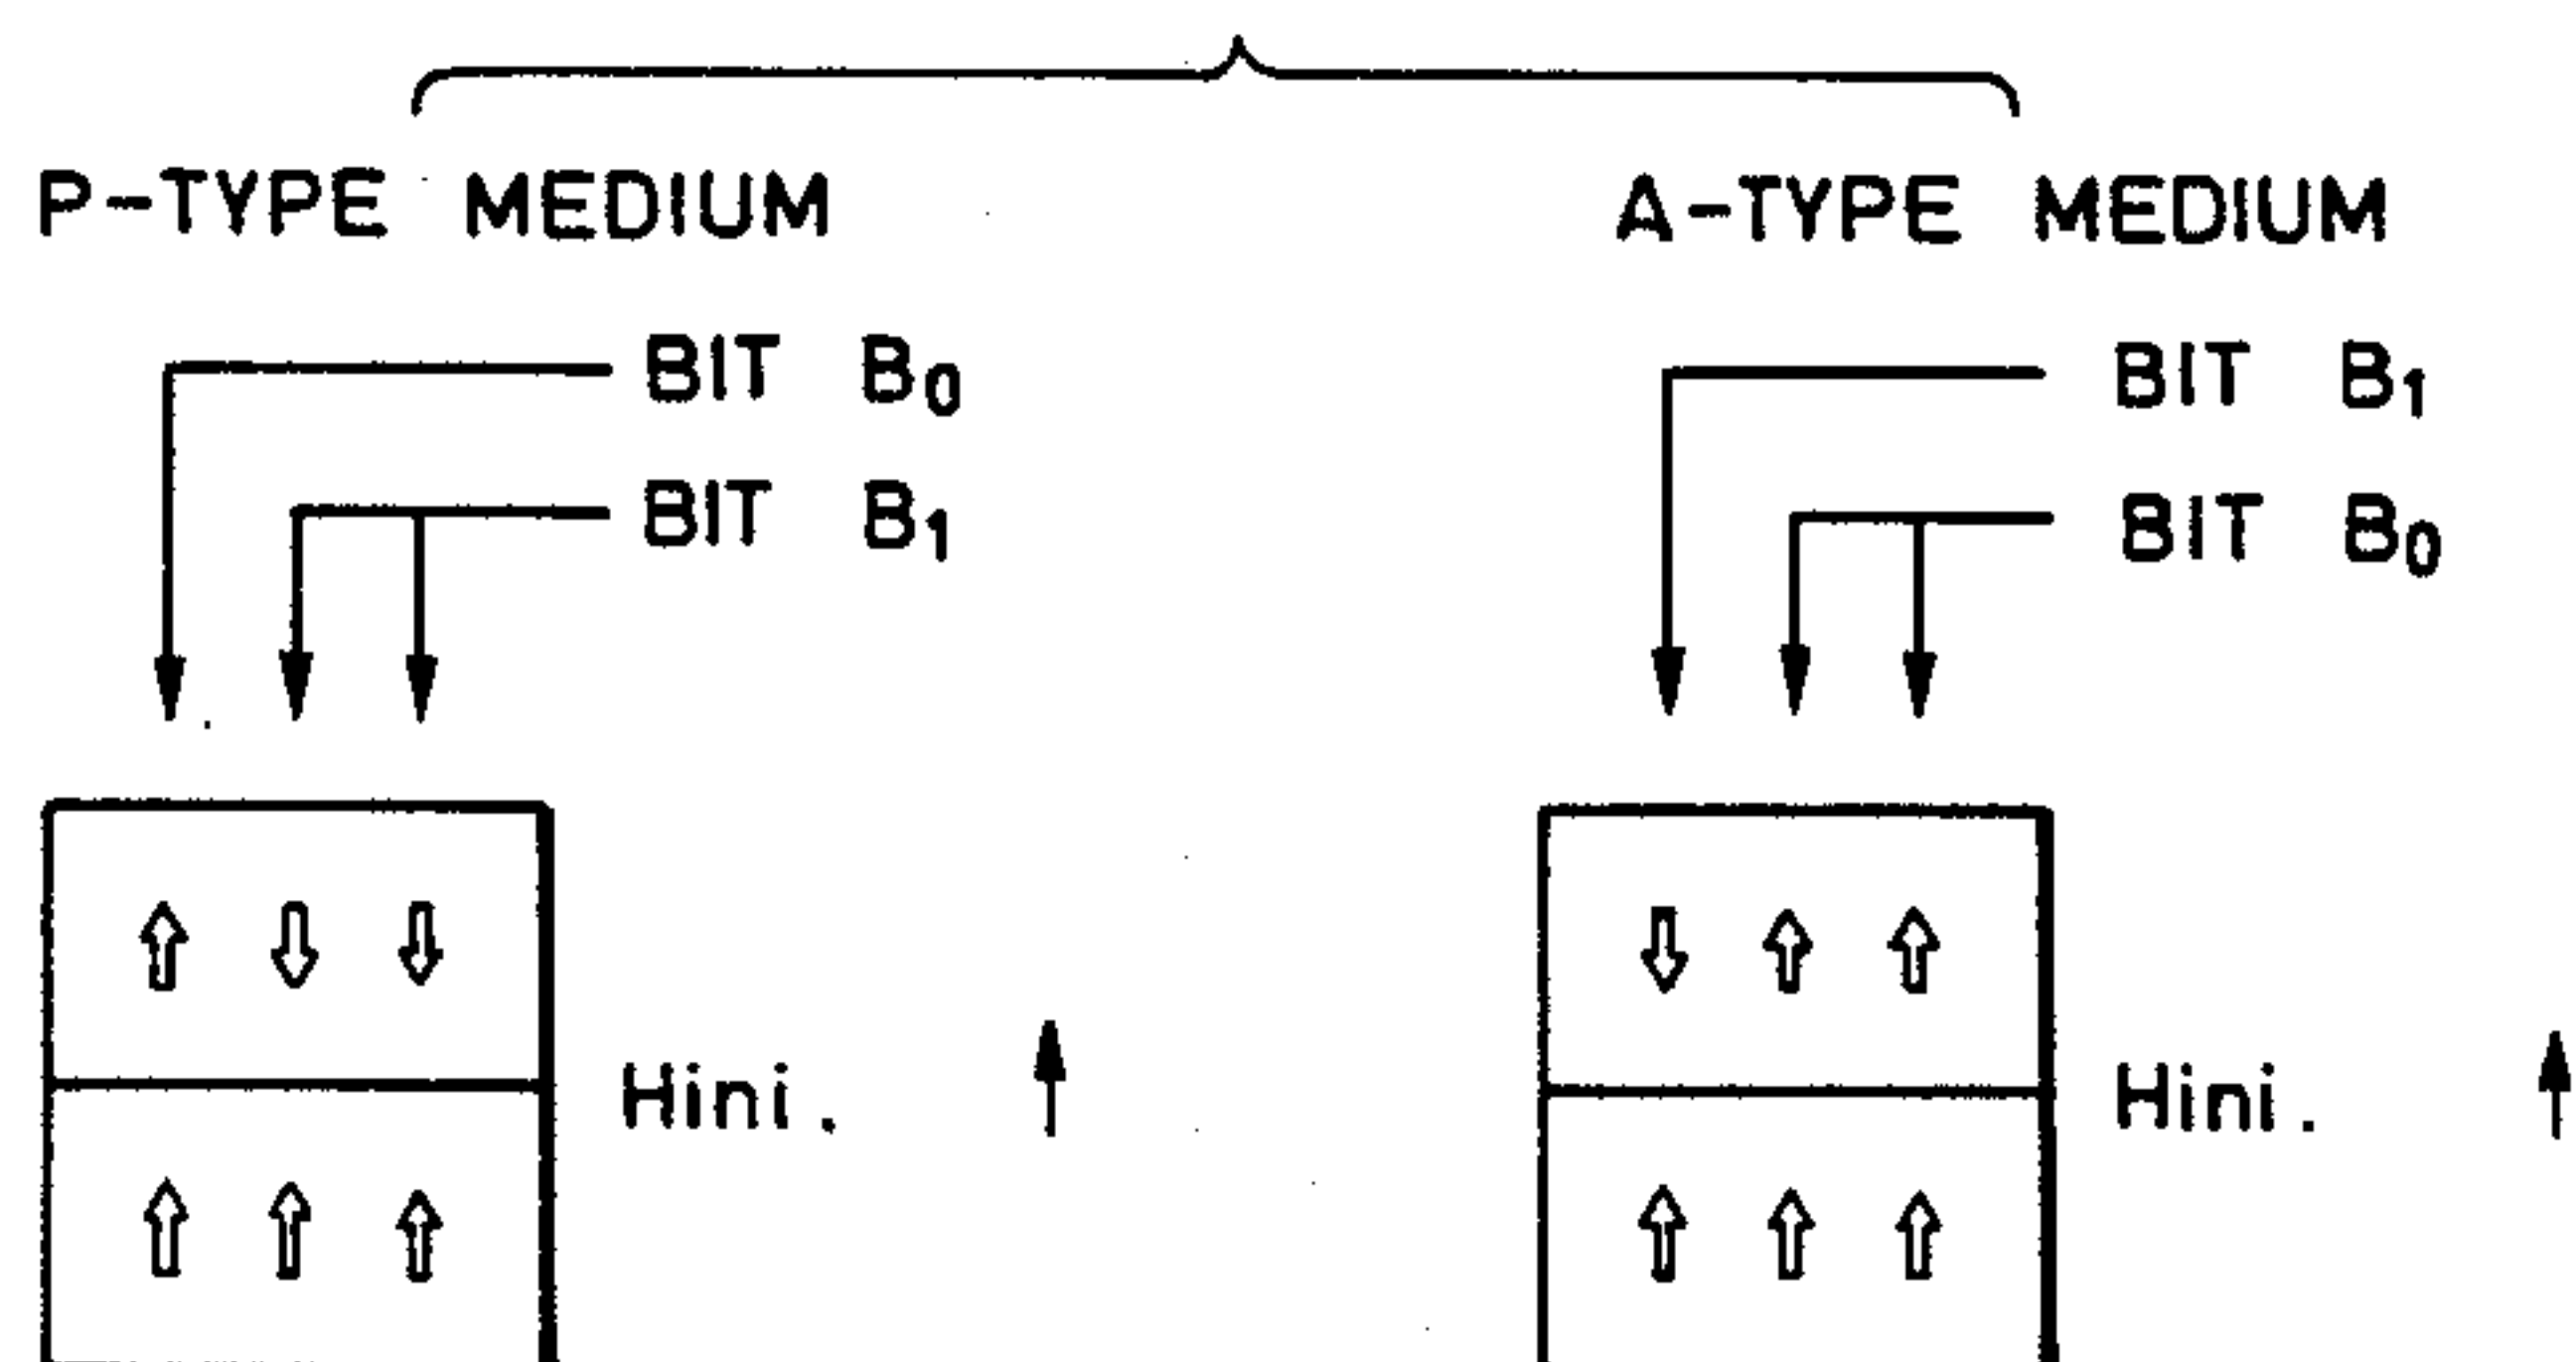 P-TYPE MEDIUM
BIT B0
BIT B1
Hini.
A-TYPE MEDIUM
BIT B1
BIT B0
Hini.